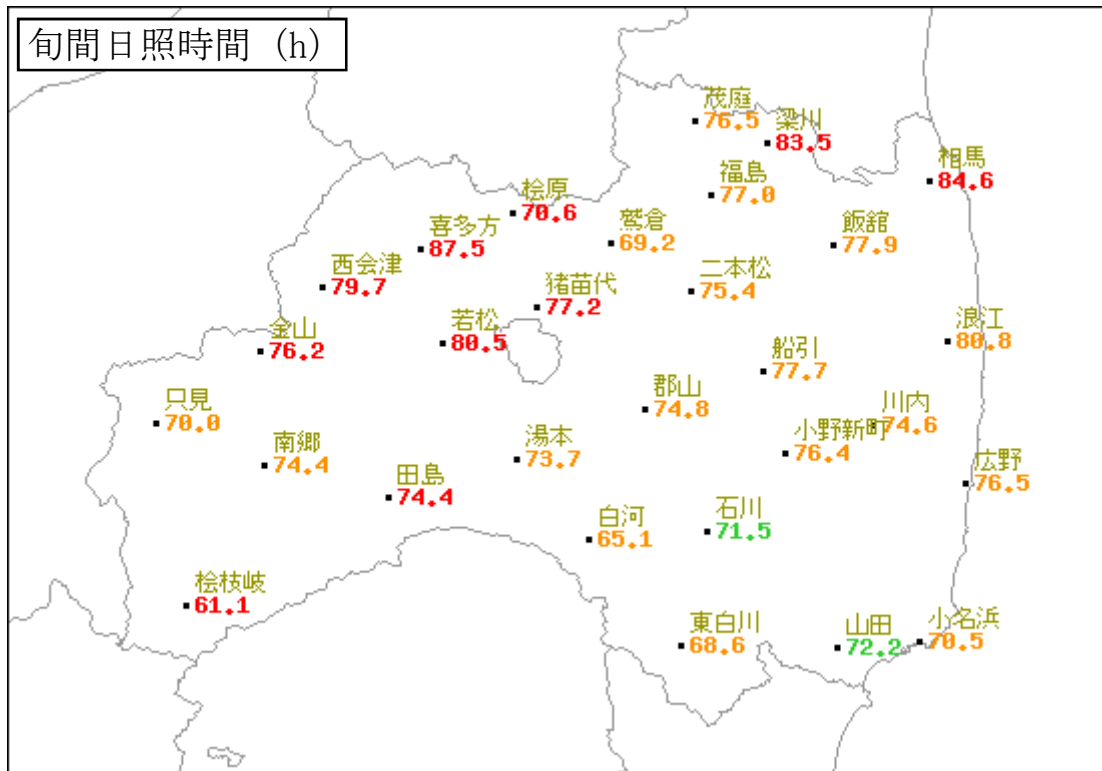 旬間日照時間 (h)
茂庭
76.5
梁川
83.5
相馬
84.6
福島
77.0
桧原
70.6
鷲倉
69.2
喜多方
87.5
飯舘
77.9
西会津
79.7
二本松
75.4
猪苗代
77.2
若松
80.5
浪江
80.8
金山
76.2
船引
77.7
郡山
74.8
只見
70.0
川内
74.6
小野新町
76.4
湯本
73.7
南郷
74.4
広野
76.5
田島
74.4
石川
71.5
白河
65.1
桧枝岐
61.1
東白川
68.6
山田
72.2
小名浜
70.5